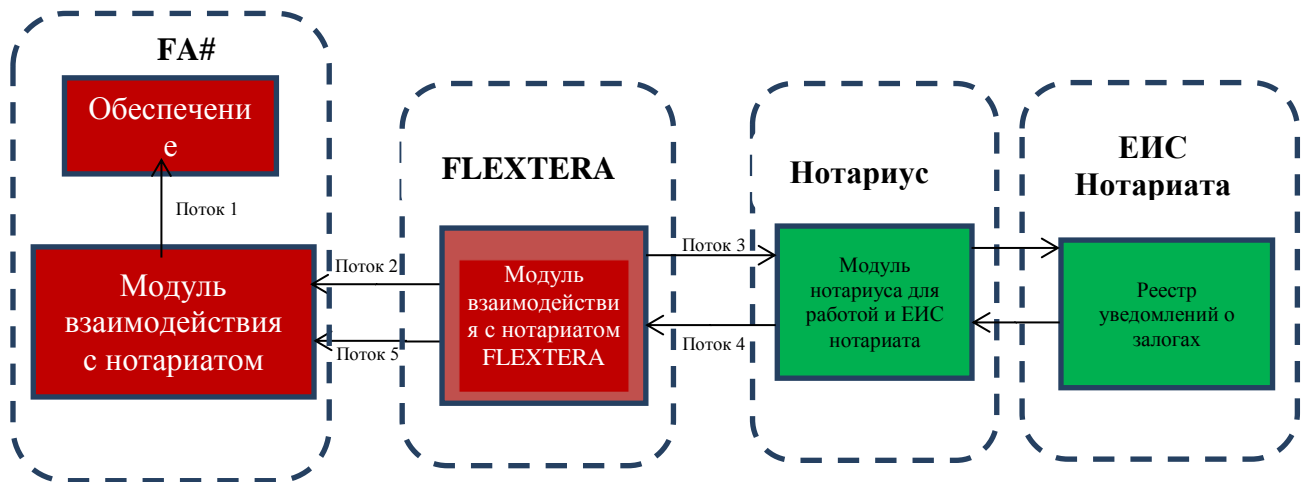 FA#
Обеспечени
е
Поток 1
Модуль
взаимодействия
с нотариатом
Поток 2
Поток 5
FLEXTERA
Модуль
взаимодействи
я с нотариатом
FLEXTERA
Поток 3
Поток 4
Нотариус
Модуль
нотариуса для
работой и ЕИС
нотариата
ЕИС
Нотариата
Реестр
уведомлений о
залогах